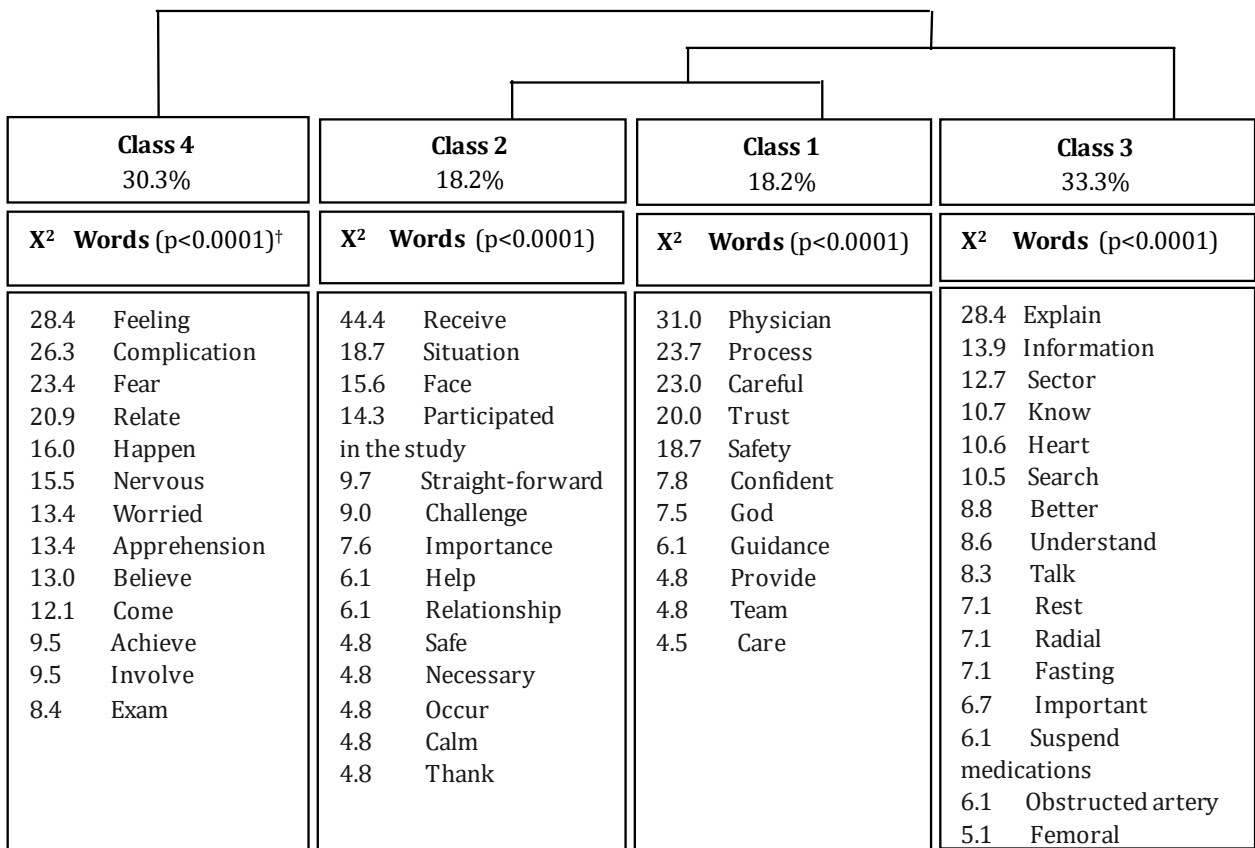 Class 4
30.3%
X² Words (p<0.0001)†
28.4 Feeling
26.3 Complication
23.4 Fear
20.9 Relate
16.0 Happen
15.5 Nervous
13.4 Worried
13.4 Apprehension
13.0 Believe
12.1 Come
9.5 Achieve
9.5 Involve
8.4 Exam
Class 2
18.2%
X² Words (p<0.0001)
44.4 Receive
18.7 Situation
15.6 Face
14.3 Participated
in the study
9.7 Straight-forward
9.0 Challenge
7.6 Importance
6.1 Help
6.1 Relationship
4.8 Safe
4.8 Necessary
4.8 Occur
4.8 Calm
4.8 Thank
Class 1
18.2%
X² Words (p<0.0001)
31.0 Physician
23.7 Process
23.0 Careful
20.0 Trust
18.7 Safety
7.8 Confident
7.5 God
6.1 Guidance
4.8 Provide
4.8 Team
4.5 Care
Class 3
33.3%
X² Words (p<0.0001)
28.4 Explain
13.9 Information
12.7 Sector
10.7 Know
10.6 Heart
10.5 Search
8.8 Better
8.6 Understand
8.3 Talk
7.1 Rest
7.1 Radial
7.1 Fasting
6.7 Important
6.1 Suspend
medications
6.1 Obstructed artery
5.1 Femoral